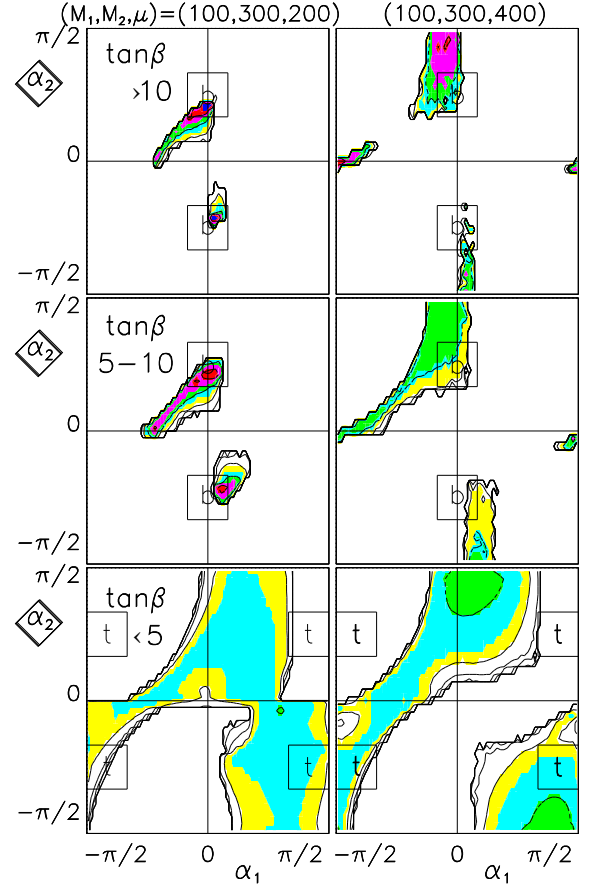 (M₁,M₂,μ)=(100,300,200) (100,300,400)
π/2
tanβ
α₂
>10
b
0
b
−π/2
π/2
tanβ
α₂
5−10
b
0
b
−π/2
π/2
tanβ
α₂
t <5 t t t
0
t t t t
−π/2
−π/2 0 π/2 −π/2 0 π/2
α₁ α₁